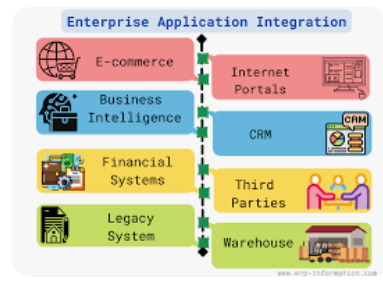 Enterprise Application Integration
E-commerce
Internet
Portals
Business
Intelligence
CRM
CRM
Financial
Systems
Third
Parties
Legacy
System
Warehouse
www.erp-information.com